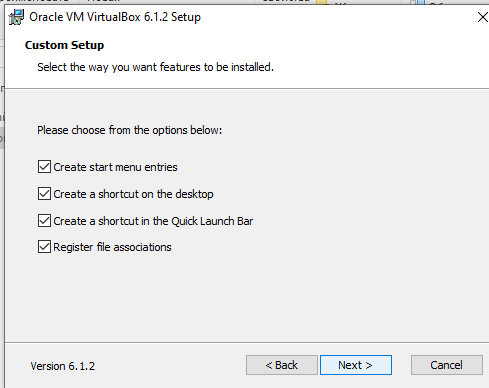 Oracle VM VirtualBox 6.1.2 Setup
Custom Setup
Select the way you want features to be installed.
Please choose from the options below:
Create start menu entries
Create a shortcut on the desktop
Create a shortcut in the Quick Launch Bar
Register file associations
Version 6.1.2
< Back
Next >
Cancel